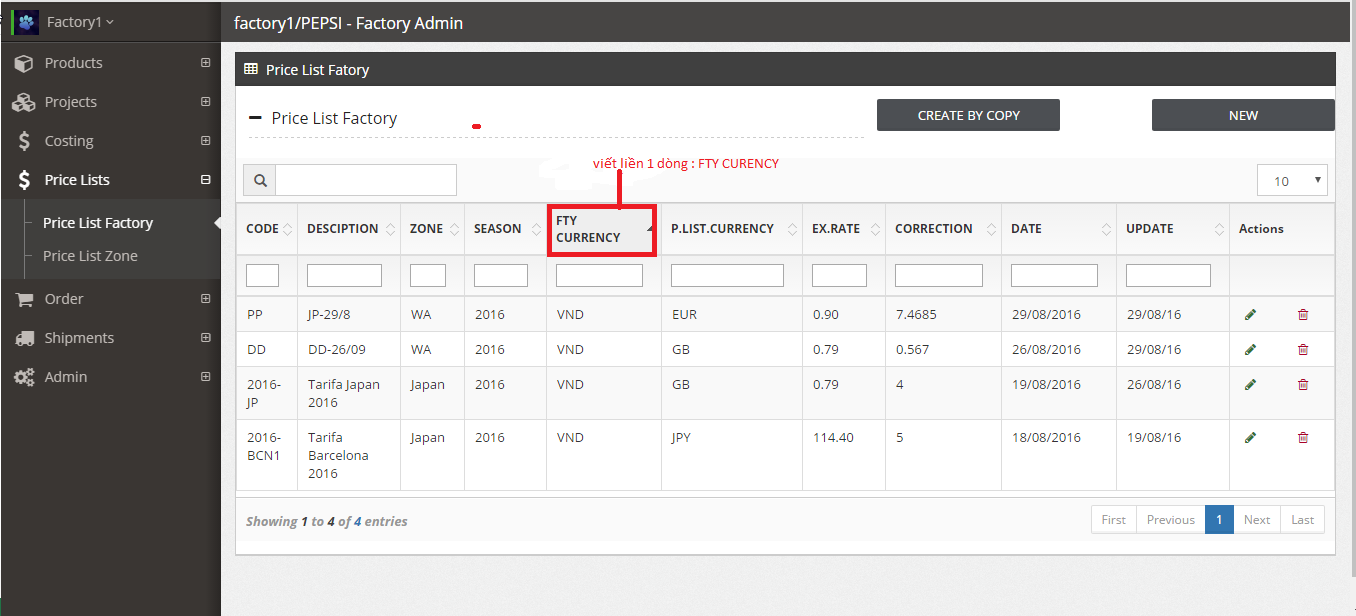 Factory1
factory1/PEPSI - Factory Admin
Products
Projects
Costing
Price Lists
Price List Factory
Price List Zone
Order
Shipments
Admin
Price List Fatory
Price List Factory
CREATE BY COPY
NEW
viết liền 1 dòng : FTY CURENCY
10
CODE DESCIPTION ZONE SEASON FTY CURRENCY P.LIST.CURRENCY EX.RATE CORRECTION DATE UPDATE Actions
PP JP-29/8 WA 2016 VND EUR 0.90 7.4685 29/08/2016 29/08/16
DD DD-26/09 WA 2016 VND GB 0.79 0.567 26/08/2016 29/08/16
2016-JP Tarifa Japan 2016 Japan 2016 VND GB 0.79 4 19/08/2016 26/08/16
2016-BCN1 Tarifa Barcelona 2016 Japan 2016 VND JPY 114.40 5 18/08/2016 19/08/16
Showing 1 to 4 of 4 entries
First Previous 1 Next Last